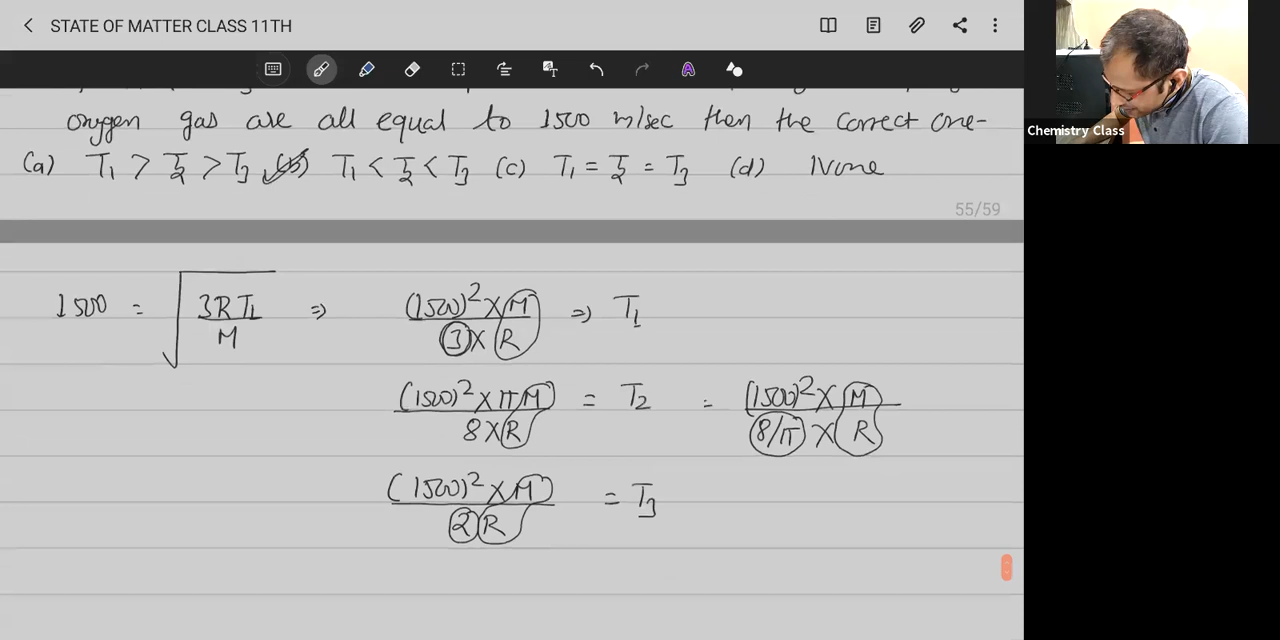 STATE OF MATTER CLASS 11TH
Chemistry Class
oxygen gas are all equal to 1500 m/sec then the correct one-
(a) T₁ > T₂ > T₃ (b) T₁ < T₂ < T₃ (c) T₁ = T₂ = T₃ (d) None
55/59
1500 = √(3RT₁/M) ⇒ (1500)² × M / 3 × R ⇒ T₁
(1500)² × πM / 8 × R = T₂ = (1500)² × M / (8/π) × R
(1500)² × M / 2R = T₃